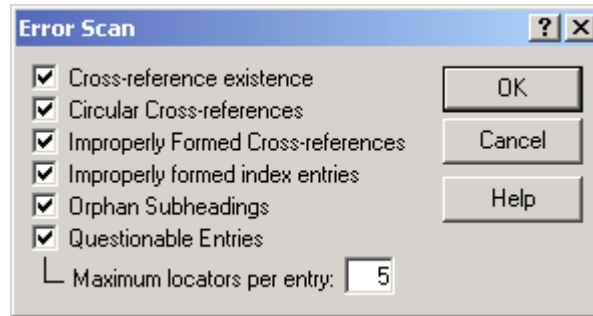 Error Scan
Cross-reference existence
Circular Cross-references
Improperly Formed Cross-references
Improperly formed index entries
Orphan Subheadings
Questionable Entries
Maximum locators per entry: 5
OK
Cancel
Help